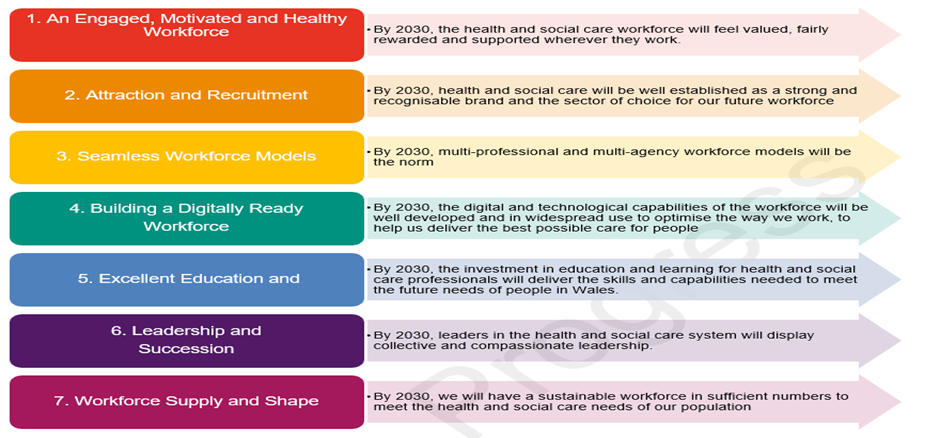 1. An Engaged, Motivated and Healthy
Workforce
• By 2030, the health and social care workforce will feel valued, fairly
rewarded and supported wherever they work.
2. Attraction and Recruitment
• By 2030, health and social care will be well established as a strong and
recognisable brand and the sector of choice for our future workforce
3. Seamless Workforce Models
• By 2030, multi-professional and multi-agency workforce models will be
the norm
4. Building a Digitally Ready
Workforce
• By 2030, the digital and technological capabilities of the workforce will be
well developed and in widespread use to optimise the way we work, to
help us deliver the best possible care for people
5. Excellent Education and
• By 2030, the investment in education and learning for health and social
care professionals will deliver the skills and capabilities needed to meet
the future needs of people in Wales.
6. Leadership and
Succession
• By 2030, leaders in the health and social care system will display
collective and compassionate leadership.
7. Workforce Supply and Shape
• By 2030, we will have a sustainable workforce in sufficient numbers to
meet the health and social care needs of our population
Progress